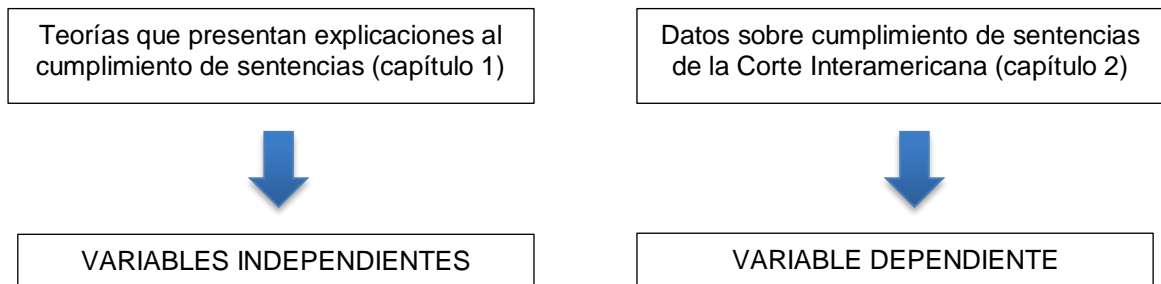 Teorías que presentan explicaciones al
cumplimiento de sentencias (capítulo 1)
Datos sobre cumplimiento de sentencias
de la Corte Interamericana (capítulo 2)
VARIABLES INDEPENDIENTES
VARIABLE DEPENDIENTE